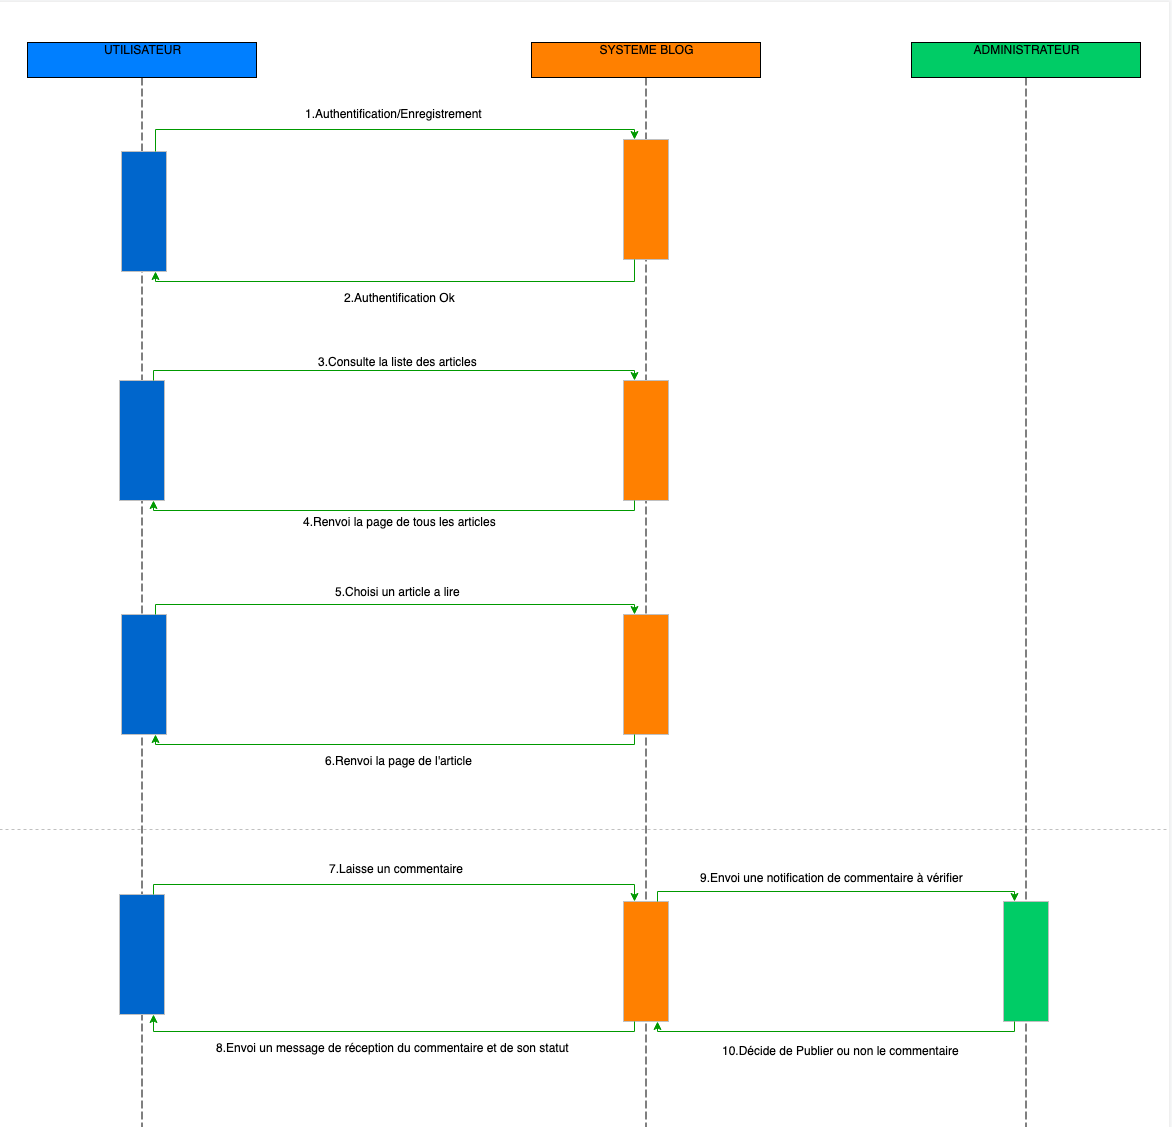 UTILISATEUR
SYSTEME BLOG
ADMINISTRATEUR
1.Authentification/Enregistrement
2.Authentification Ok
3.Consulte la liste des articles
4.Renvoi la page de tous les articles
5.Choisi un article a lire
6.Renvoi la page de l'article
7.Laisse un commentaire
9.Envoi une notification de commentaire à vérifier
8.Envoi un message de réception du commentaire et de son statut
10.Décide de Publier ou non le commentaire